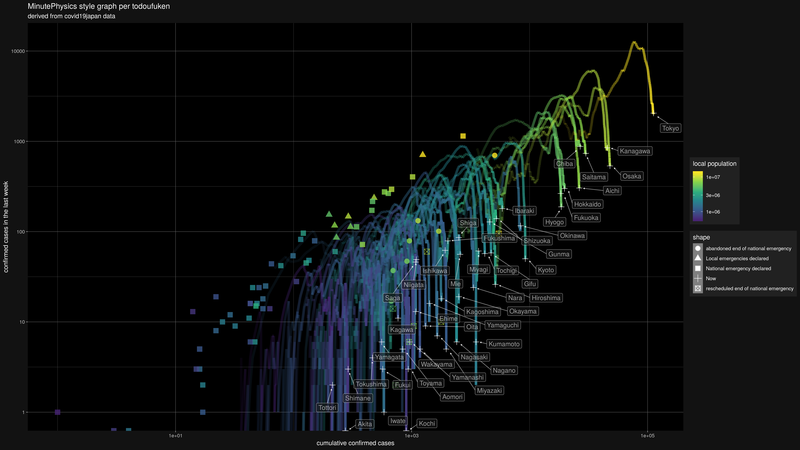 MinutePhysics style graph per todoufuken
derived from covid19japan data
confirmed cases in the last week
10000
1000
100
10
1
1e+01
1e+03
1e+05
cumulative confirmed cases
Tokyo
Kanagawa
Chiba
Saitama
Osaka
Aichi
Hokkaido
Ibaraki
Hyogo
Fukuoka
Shiga
Okinawa
Fukushima
Shizuoka
Gunma
Ishikawa
Miyagi
Tochigi
Kyoto
Niigata
Mie
Gifu
Saga
Nara
Hiroshima
Kagoshima
Okayama
Ehime
Oita
Yamaguchi
Kagawa
Kumamoto
Yamagata
Nagasaki
Wakayama
Nagano
Tokushima
Fukui
Toyama
Yamanashi
Miyazaki
Shimane
Aomori
Tottori
Akita
Iwate
Kochi
local population
1e+07
3e+06
1e+06
shape
abandoned end of national emergency
Local emergencies declared
National emergency declared
Now
rescheduled end of national emergency